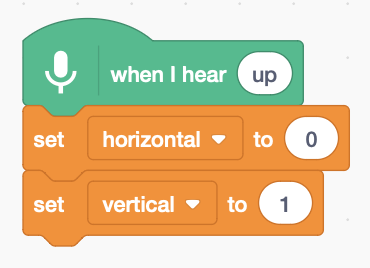 when I hear up
set horizontal to 0
set vertical to 1